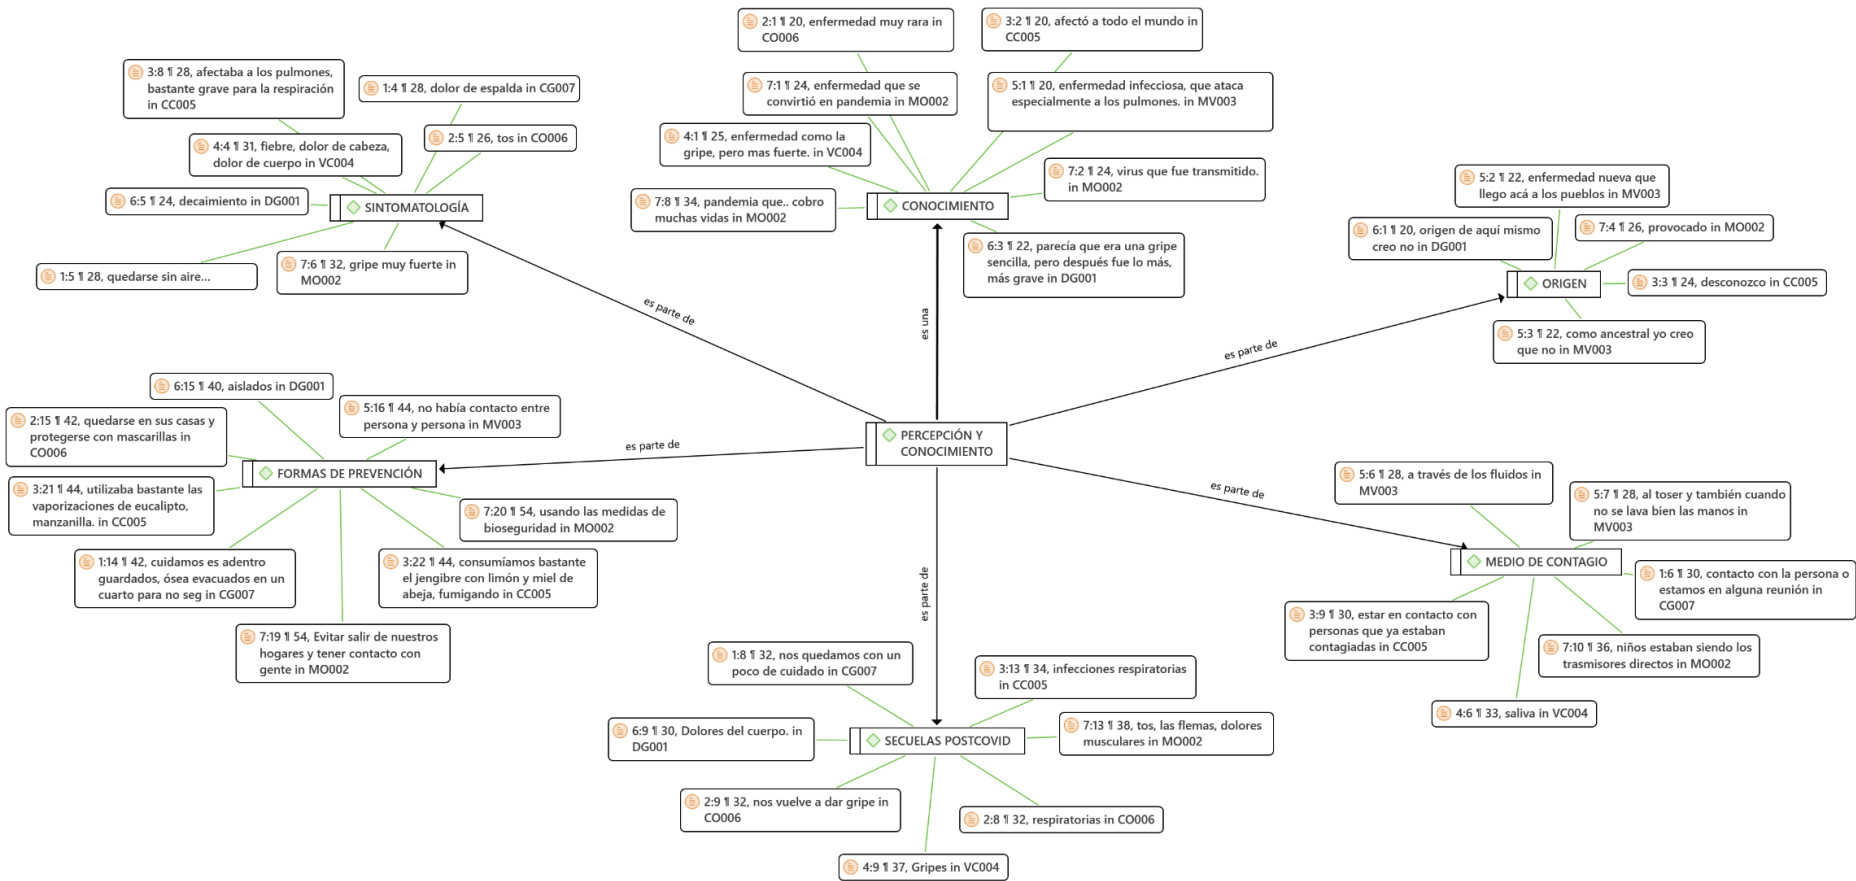 2:1 ¶ 20, enfermedad muy rara in
CO006
3:2 ¶ 20, afectó a todo el mundo in
CC005
3:8 ¶ 28, afectaba a los pulmones,
bastante grave para la respiración
in CC005
1:4 ¶ 28, dolor de espalda in CG007
7:1 ¶ 24, enfermedad que se
convirtió en pandemia in MO002
5:1 ¶ 20, enfermedad infecciosa, que ataca
especialmente a los pulmones. in MV003
4:4 ¶ 31, fiebre, dolor de cabeza,
dolor de cuerpo in VC004
2:5 ¶ 26, tos in CO006
4:1 ¶ 25, enfermedad como la
gripe, pero mas fuerte. in VC004
7:2 ¶ 24, virus que fue transmitido.
in MO002
6:5 ¶ 24, decaimiento in DG001
SINTOMATOLOGÍA
7:8 ¶ 34, pandemia que.. cobro
muchas vidas in MO002
CONOCIMIENTO
5:2 ¶ 22, enfermedad nueva que
llego acá a los pueblos in MV003
6:1 ¶ 20, origen de aquí mismo
creo no in DG001
7:4 ¶ 26, provocado in MO002
1:5 ¶ 28, quedarse sin aire...
7:6 ¶ 32, gripe muy fuerte in
MO002
6:3 ¶ 22, parecía que era una gripe
sencilla, pero después fue lo más,
más grave in DG001
ORIGEN
3:3 ¶ 24, desconozco in CC005
5:3 ¶ 22, como ancestral yo creo
que no in MV003
es parte de
es una
es parte de
6:15 ¶ 40, aislados in DG001
2:15 ¶ 42, quedarse en sus casas y
protegerse con mascarillas in
CO006
5:16 ¶ 44, no había contacto entre
persona y persona in MV003
es parte de
PERCEPCIÓN Y
CONOCIMIENTO
FORMAS DE PREVENCIÓN
3:21 ¶ 44, utilizaba bastante las
vaporizaciones de eucalipto,
manzanilla. in CC005
7:20 ¶ 54, usando las medidas de
bioseguridad in MO002
1:14 ¶ 42, cuidamos es adentro
guardados, ósea evacuados en un
cuarto para no seg in CG007
3:22 ¶ 44, consumíamos bastante
el jengibre con limón y miel de
abeja, fumigando in CC005
7:19 ¶ 54, Evitar salir de nuestros
hogares y tener contacto con
gente in MO002
es parte de
es parte de
5:6 ¶ 28, a través de los fluidos in
MV003
5:7 ¶ 28, al toser y también cuando
no se lava bien las manos in
MV003
MEDIO DE CONTAGIO
1:6 ¶ 30, contacto con la persona o
estamos en alguna reunión in
CG007
3:9 ¶ 30, estar en contacto con
personas que ya estaban
contagiadas in CC005
7:10 ¶ 36, niños estaban siendo los
trasmisores directos in MO002
4:6 ¶ 33, saliva in VC004
1:8 ¶ 32, nos quedamos con un
poco de cuidado in CG007
3:13 ¶ 34, infecciones respiratorias
in CC005
6:9 ¶ 30, Dolores del cuerpo. in
DG001
SECUELAS POSTCOVID
7:13 ¶ 38, tos, las flemas, dolores
musculares in MO002
2:9 ¶ 32, nos vuelve a dar gripe in
CO006
2:8 ¶ 32, respiratorias in CO006
4:9 ¶ 37, Gripes in VC004